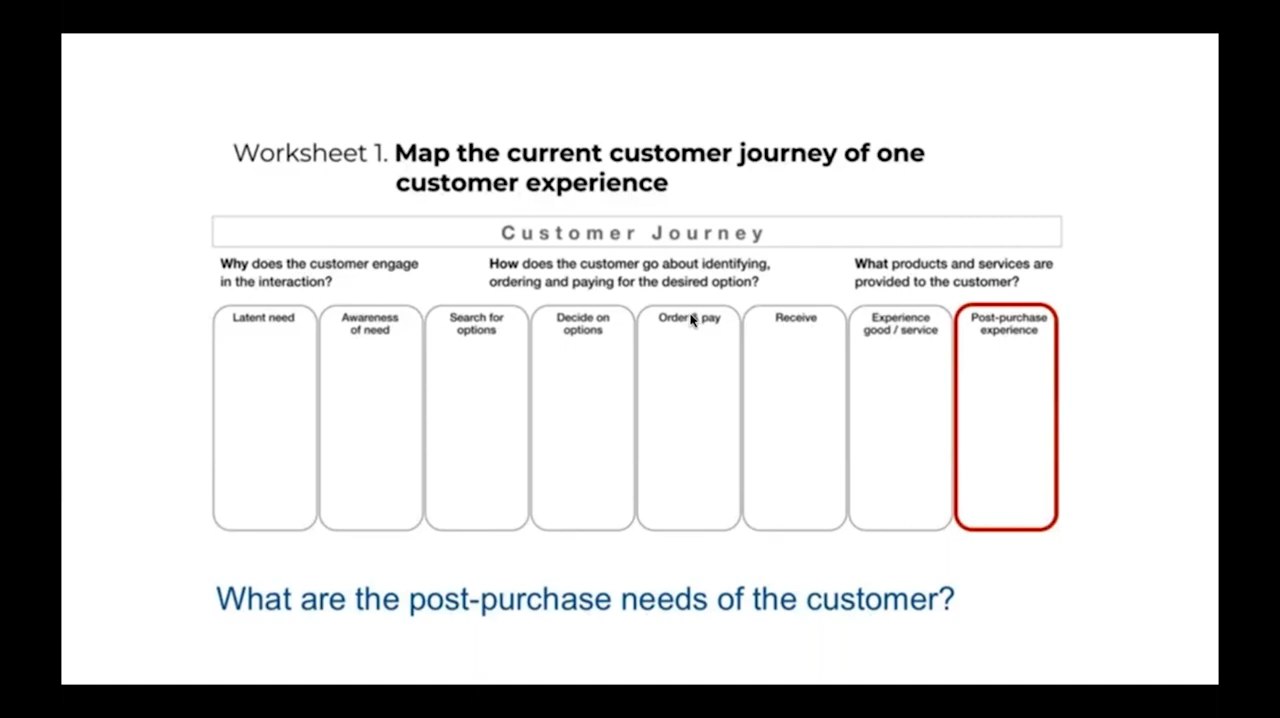 Worksheet 1. Map the current customer journey of one
customer experience
Customer Journey
Why does the customer engage
in the interaction?
How does the customer go about identifying,
ordering and paying for the desired option?
What products and services are
provided to the customer?
Latent need
Awareness
of need
Search for
options
Decide on
options
Order & pay
Receive
Experience
good / service
Post-purchase
experience
What are the post-purchase needs of the customer?